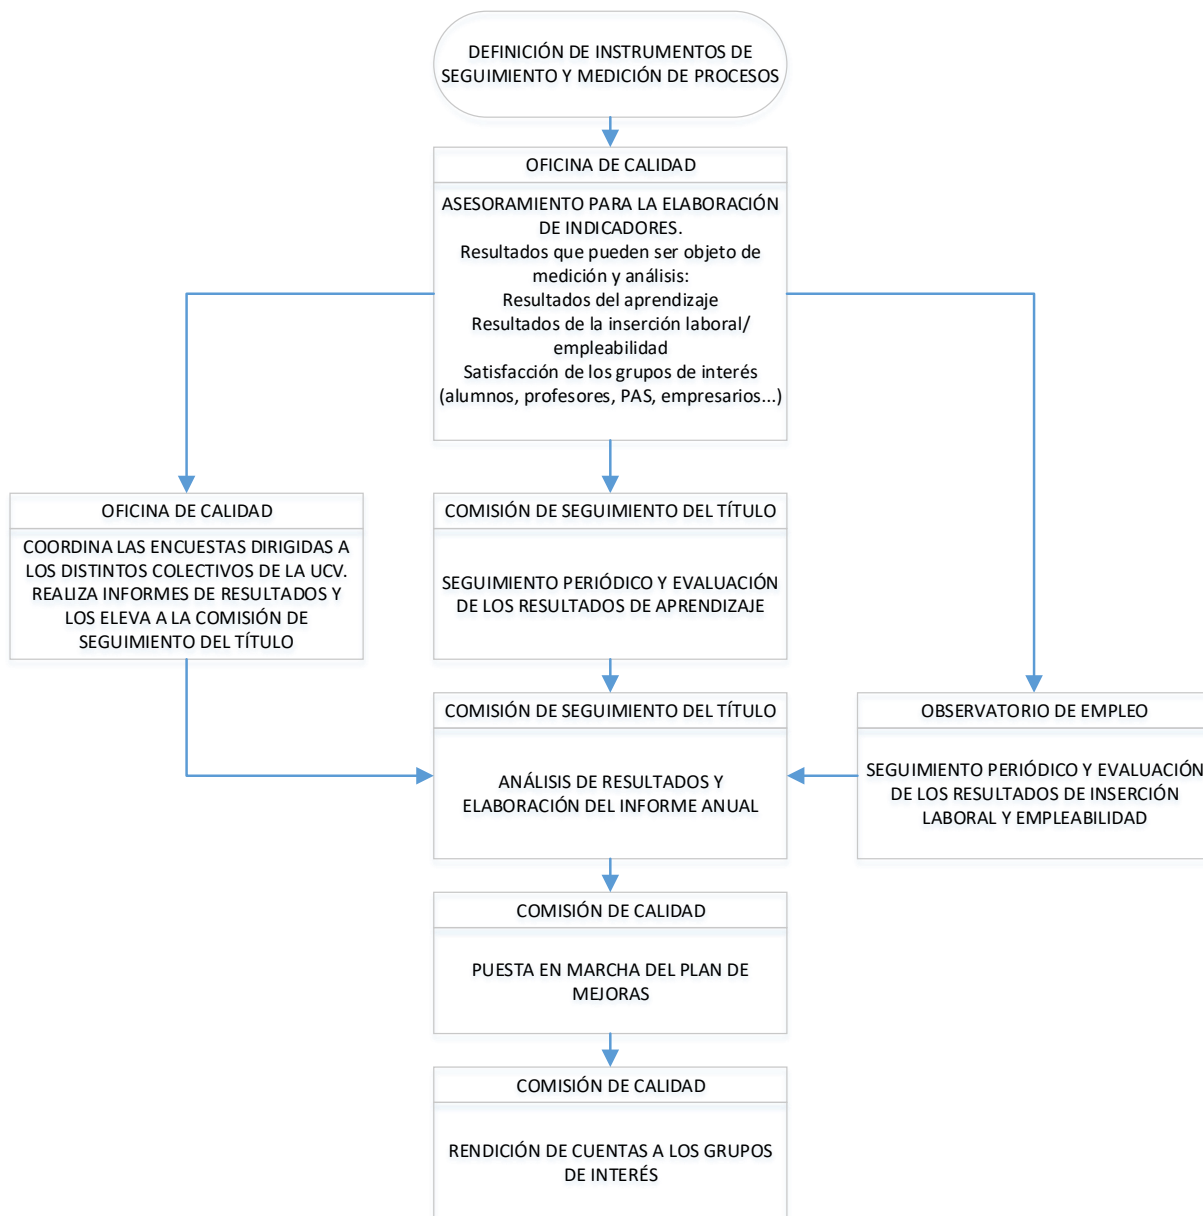 DEFINICIÓN DE INSTRUMENTOS DE
SEGUIMIENTO Y MEDICIÓN DE PROCESOS
OFICINA DE CALIDAD
ASESORAMIENTO PARA LA ELABORACIÓN
DE INDICADORES.
Resultados que pueden ser objeto de
medición y análisis:
Resultados del aprendizaje
Resultados de la inserción laboral/
empleabilidad
Satisfacción de los grupos de interés
(alumnos, profesores, PAS, empresarios...)
OFICINA DE CALIDAD
COORDINA LAS ENCUESTAS DIRIGIDAS A
LOS DISTINTOS COLECTIVOS DE LA UCV.
REALIZA INFORMES DE RESULTADOS Y
LOS ELEVA A LA COMISIÓN DE
SEGUIMIENTO DEL TÍTULO
COMISIÓN DE SEGUIMIENTO DEL TÍTULO
SEGUIMIENTO PERIÓDICO Y EVALUACIÓN
DE LOS RESULTADOS DE APRENDIZAJE
COMISIÓN DE SEGUIMIENTO DEL TÍTULO
ANÁLISIS DE RESULTADOS Y
ELABORACIÓN DEL INFORME ANUAL
OBSERVATORIO DE EMPLEO
SEGUIMIENTO PERIÓDICO Y EVALUACIÓN
DE LOS RESULTADOS DE INSERCIÓN
LABORAL Y EMPLEABILIDAD
COMISIÓN DE CALIDAD
PUESTA EN MARCHA DEL PLAN DE
MEJORAS
COMISIÓN DE CALIDAD
RENDICIÓN DE CUENTAS A LOS GRUPOS
DE INTERÉS